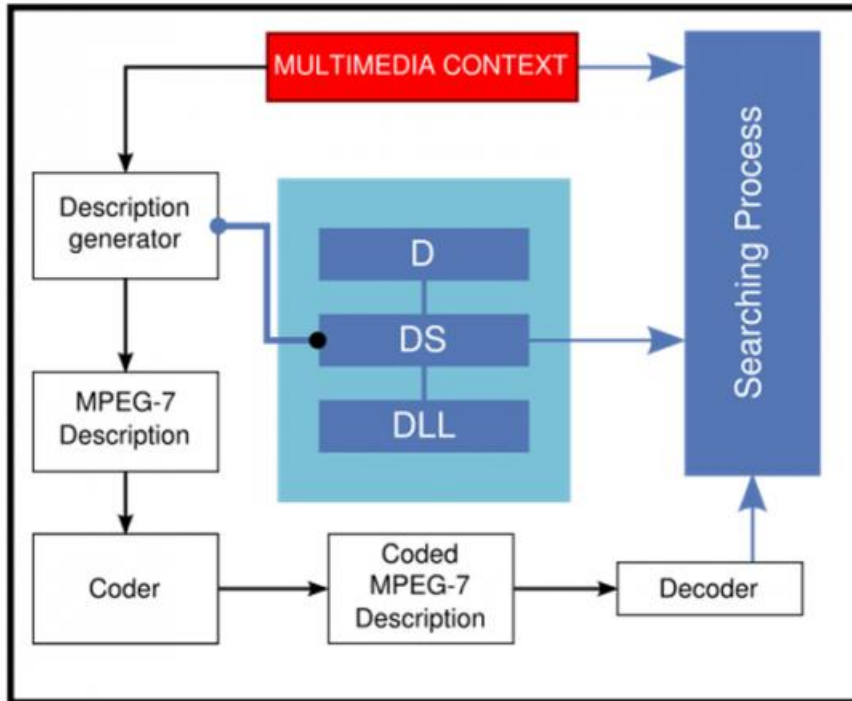 MULTIMEDIA CONTEXT
Searching Process
Description
generator
D
DS
DLL
MPEG-7
Description
Coder
Coded
MPEG-7
Description
Decoder